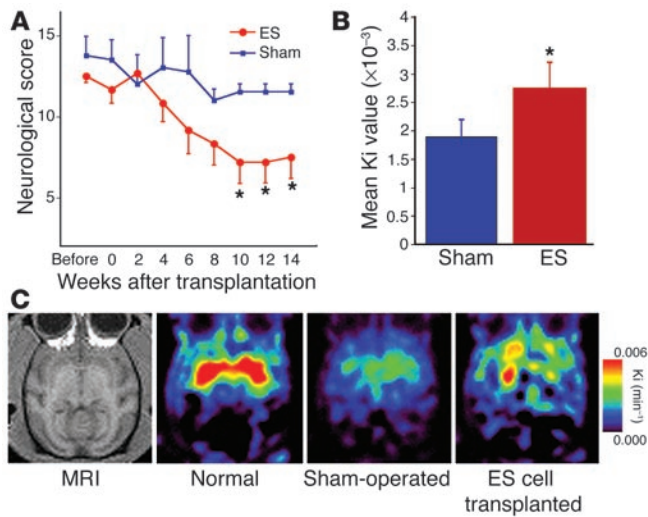 A
ES
Sham
Neurological score
15
10
5
*
*
*
Before 0 2 4 6 8 10 12 14
Weeks after transplantation
B
Mean Ki value (×10⁻³)
4
3.5
3
2.5
2
1.5
1
0.5
0
*
Sham
ES
C
0.006
Ki (min⁻¹)
0.000
MRI
Normal
Sham-operated
ES cell
transplanted